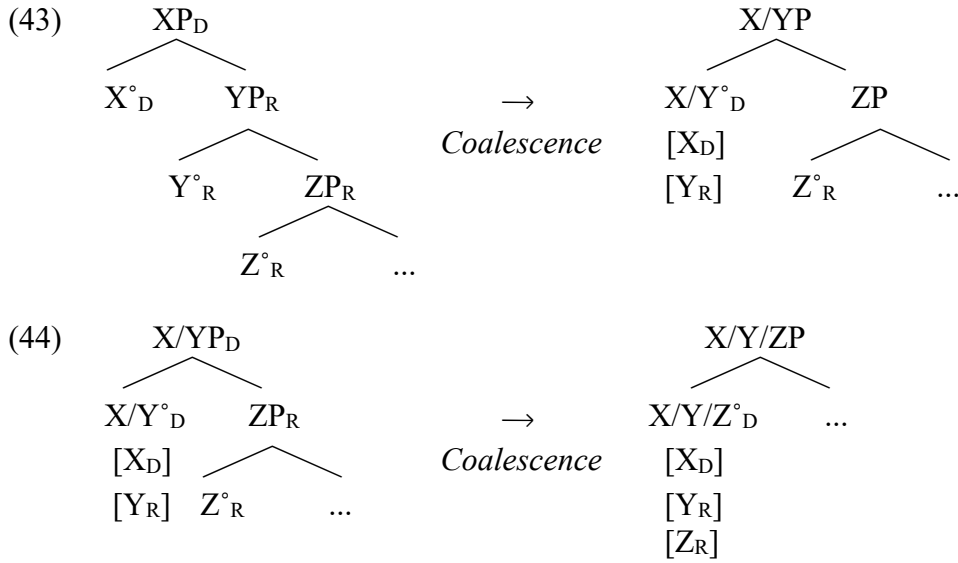 (43) XP_D X/YP
X°_D YP_R → X/Y°_D ZP
Coalescence [X_D]
Y°_R ZP_R [Y_R] Z°_R ...
Z°_R ...
(44) X/YP_D X/Y/ZP
X/Y°_D ZP_R → X/Y/Z°_D ...
[X_D] Coalescence [X_D]
[Y_R] Z°_R ... [Y_R]
[Z_R]